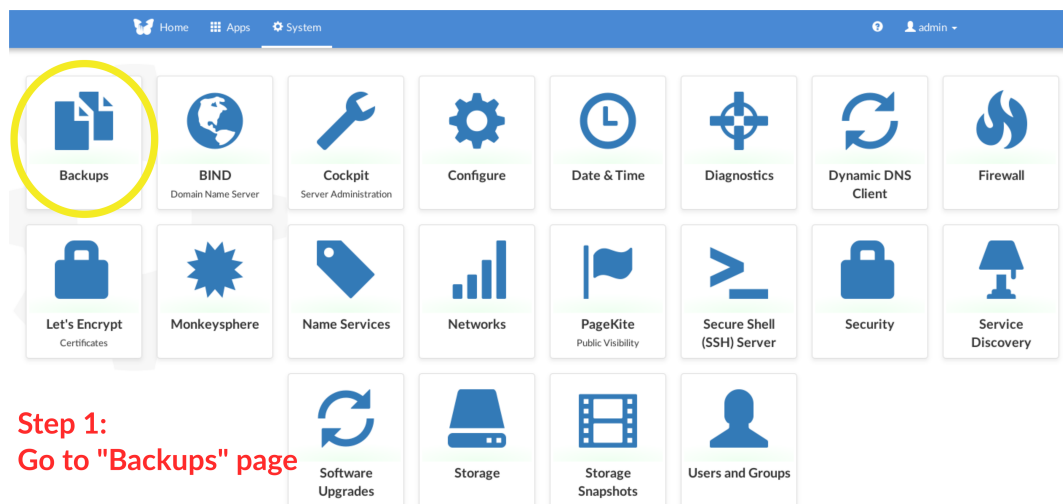 Home Apps System admin
Backups
BIND
Domain Name Server
Cockpit
Server Administration
Configure
Date & Time
Diagnostics
Dynamic DNS
Client
Firewall
Let's Encrypt
Certificates
Monkeysphere
Name Services
Networks
PageKite
Public Visibility
Secure Shell
(SSH) Server
Security
Service
Discovery
Step 1:
Go to "Backups" page
Software
Upgrades
Storage
Storage
Snapshots
Users and Groups